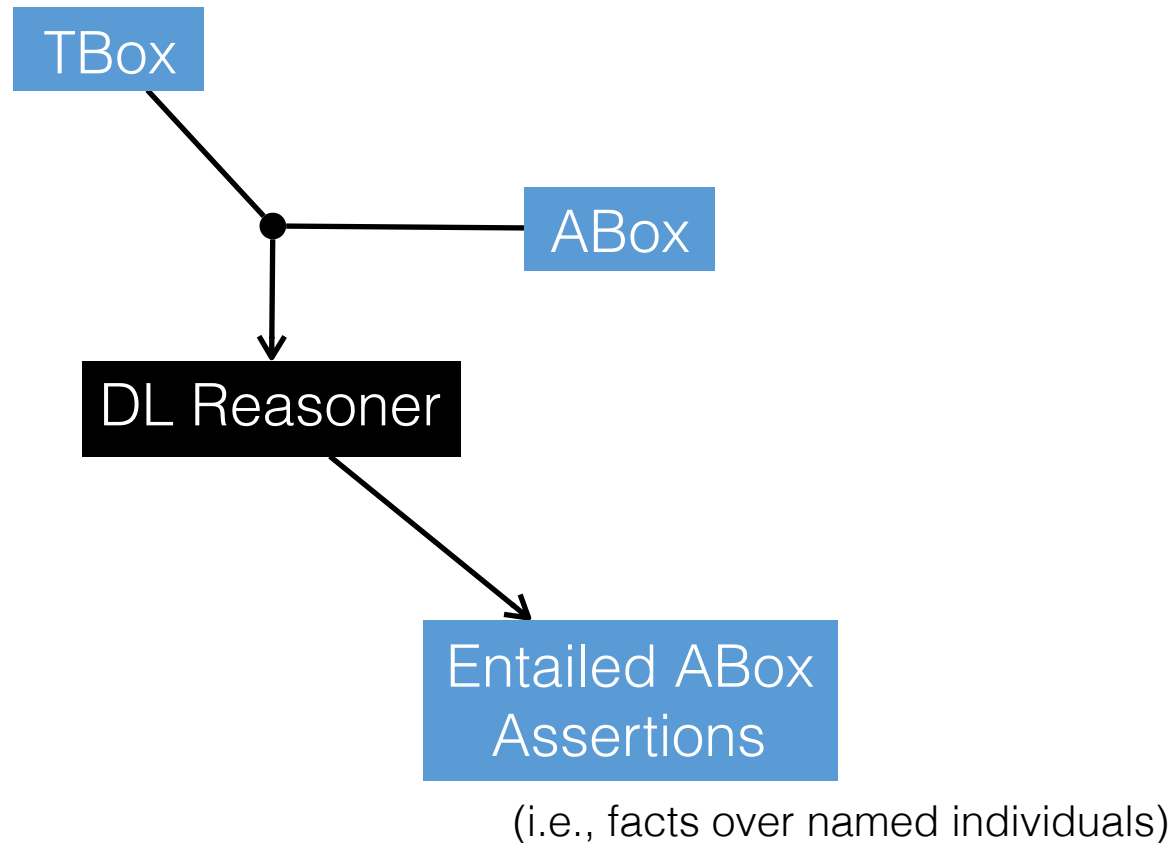 TBox
ABox
DL Reasoner
Entailed ABox
Assertions
(i.e., facts over named individuals)